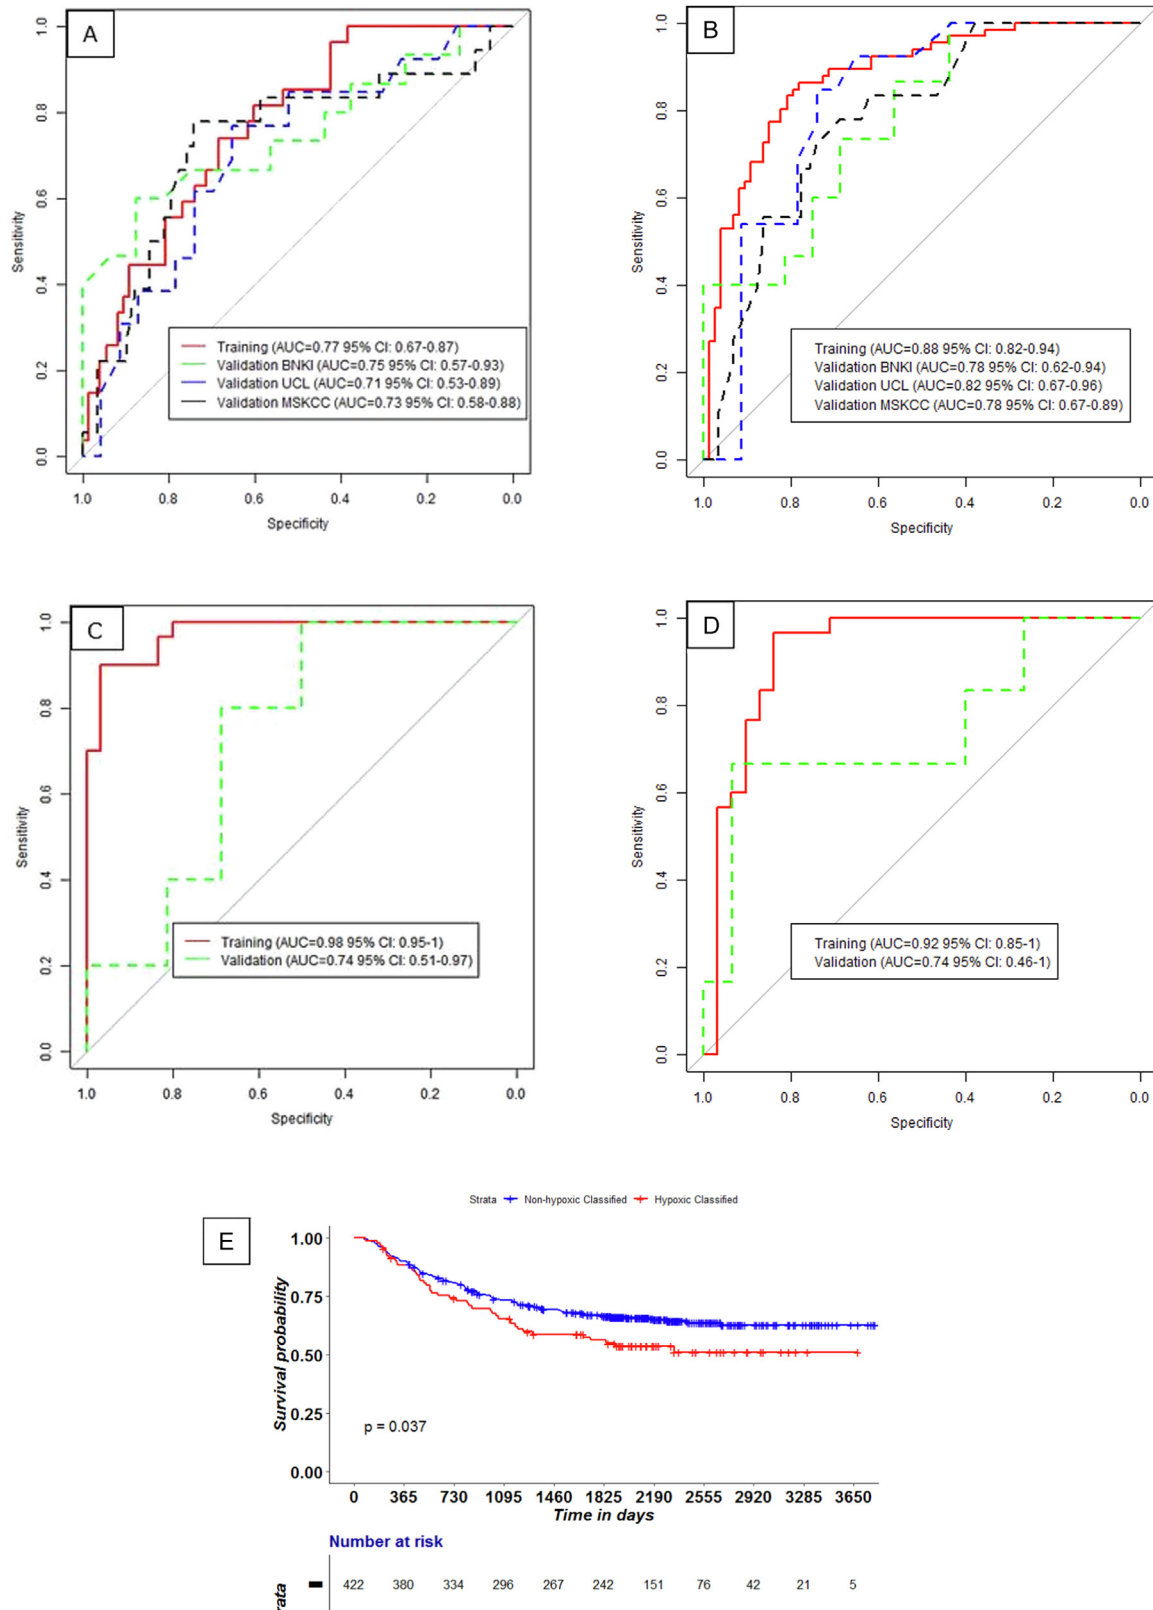 A
1.0
0.8
0.6
0.4
0.2
0.0
Sensitivity
Training (AUC=0.77 95% CI: 0.67-0.87)
Validation BNKI (AUC=0.75 95% CI: 0.57-0.93)
Validation UCL (AUC=0.71 95% CI: 0.53-0.89)
Validation MSKCC (AUC=0.73 95% CI: 0.58-0.88)
1.0 0.8 0.6 0.4 0.2 0.0
Specificity
B
1.0
0.8
0.6
0.4
0.2
0.0
Sensitivity
Training (AUC=0.88 95% CI: 0.82-0.94)
Validation BNKI (AUC=0.78 95% CI: 0.62-0.94)
Validation UCL (AUC=0.82 95% CI: 0.67-0.96)
Validation MSKCC (AUC=0.78 95% CI: 0.67-0.89)
1.0 0.8 0.6 0.4 0.2 0.0
Specificity
C
1.0
0.8
0.6
0.4
0.2
0.0
Sensitivity
Training (AUC=0.98 95% CI: 0.95-1)
Validation (AUC=0.74 95% CI: 0.51-0.97)
1.0 0.8 0.6 0.4 0.2 0.0
Specificity
D
1.0
0.8
0.6
0.4
0.2
0.0
Sensitivity
Training (AUC=0.92 95% CI: 0.85-1)
Validation (AUC=0.74 95% CI: 0.46-1)
1.0 0.8 0.6 0.4 0.2 0.0
Specificity
Strata Non-hypoxic Classified Hypoxic Classified
E
1.00
0.75
0.50
0.25
0.00
Survival probability
p = 0.037
0 365 730 1095 1460 1825 2190 2555 2920 3285 3650
Time in days
Number at risk
422 380 334 296 267 242 151 76 42 21 5